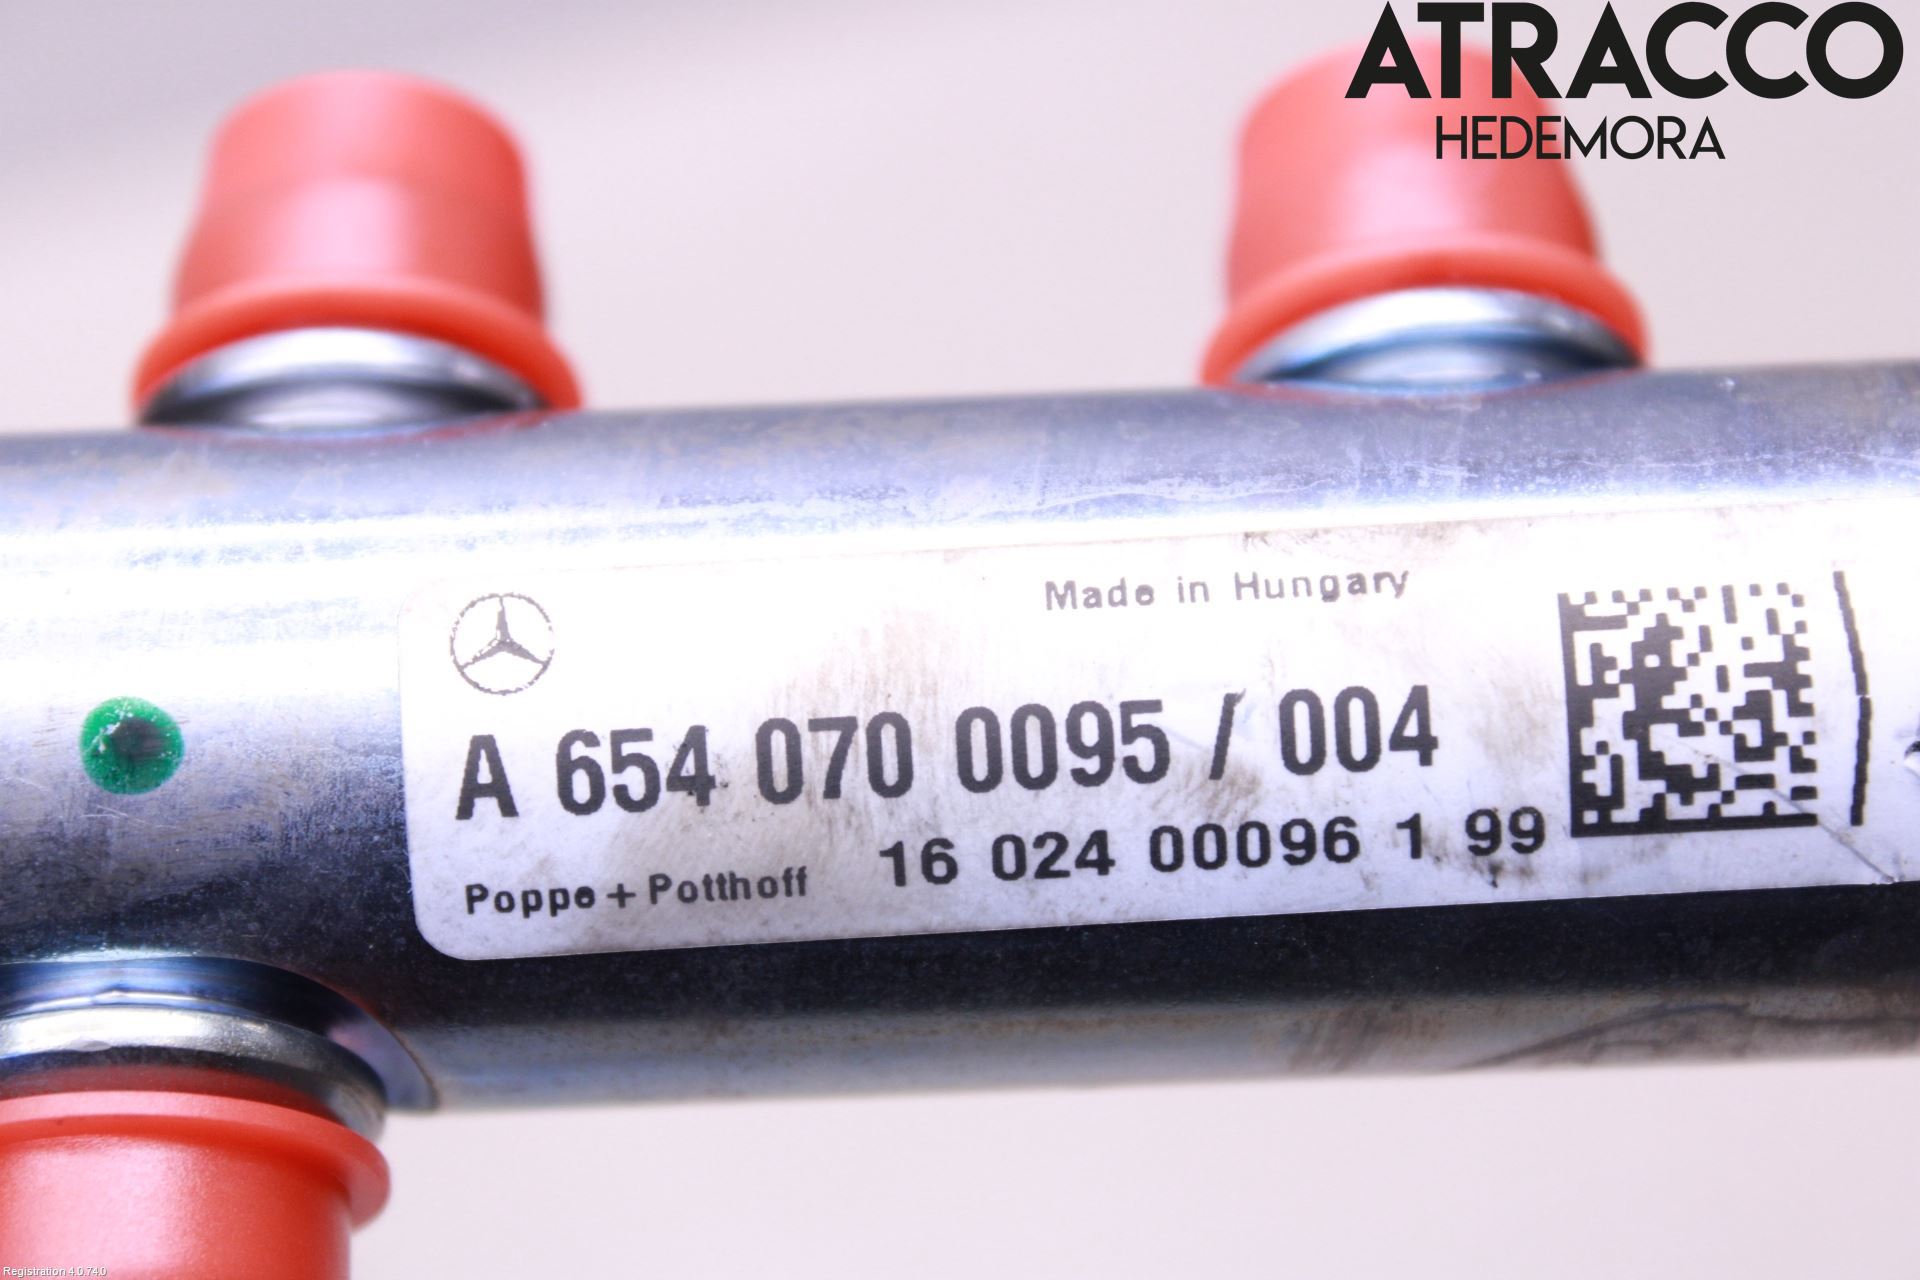 ATRACCO
HEDEMORA
Made in Hungary
A 654 070 0095 / 004
16 024 00096 1 99
Poppe + Potthoff
Registration 4.0.74.0